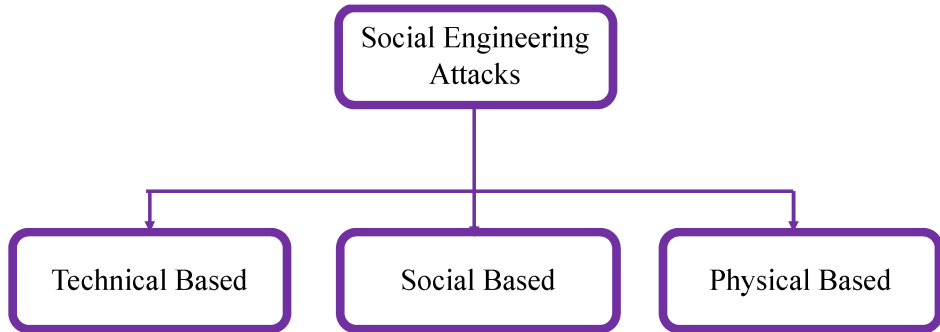 Social Engineering
Attacks
Technical Based
Social Based
Physical Based